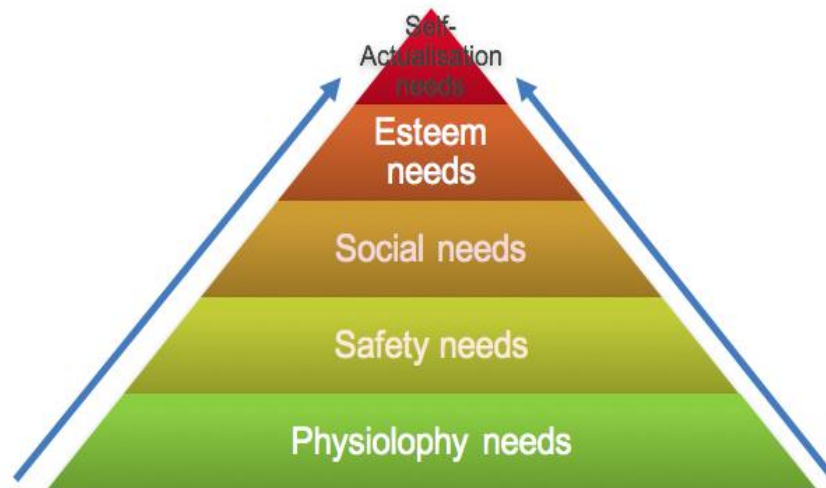 Self-
Actualisation
needs
Esteem
needs
Social needs
Safety needs
Physiolophy needs